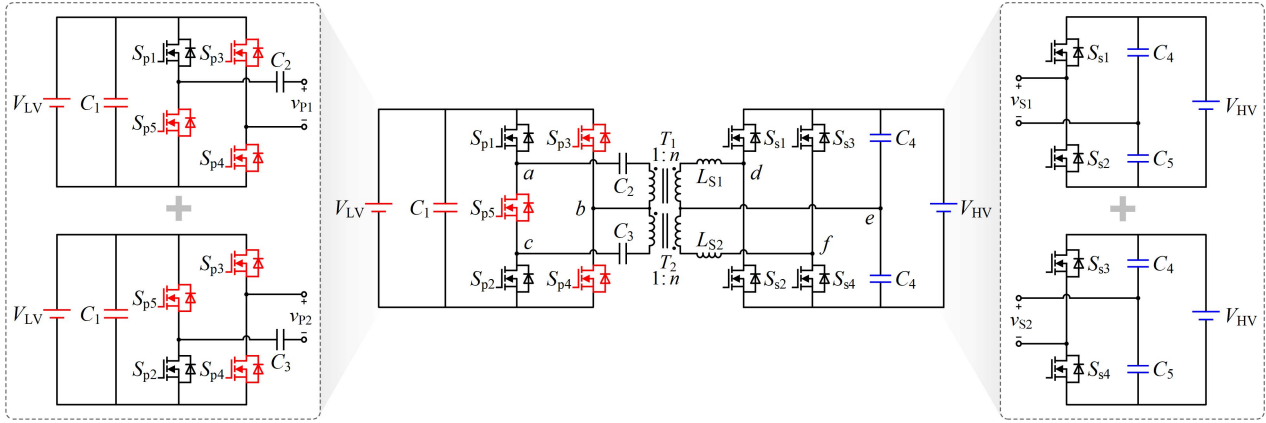 S_p1 S_p3 C_2
V_LV C_1 + v_P1 −
S_p5
S_p4
+
S_p3
S_p5
V_LV C_1 + v_P2 −
S_p2 S_p4 C_3
S_p1 S_p3 T_1 S_s1 S_s3 C_4
1:n
a C_2 L_S1 d
V_LV C_1 S_p5 b e V_HV
c C_3 L_S2 f
S_p2 S_p4 T_2 S_s2 S_s4 C_4
1:n
S_s1 C_4
+ v_S1 − V_HV
S_s2 C_5
+
S_s3 C_4
+ v_S2 − V_HV
S_s4 C_5